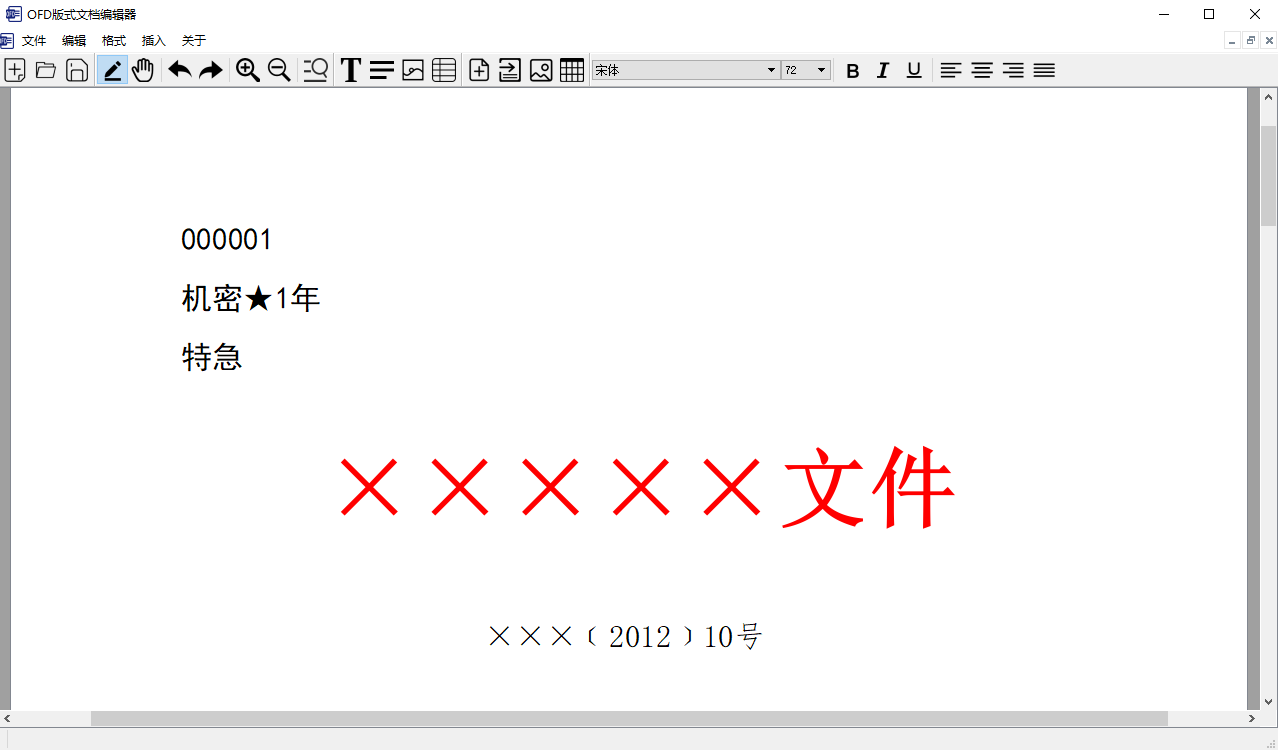 OFD版式文档编辑器
文件 编辑 格式 插入 关于
宋体 72 B I U
000001
机密★1年
特急
×××××文件
×××﹝2012﹞10号